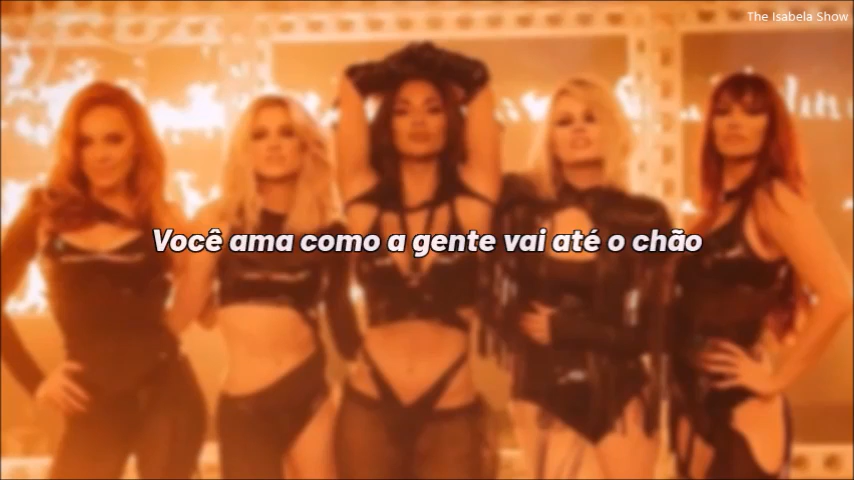 The Isabela Show
Você ama como a gente vai até o chão